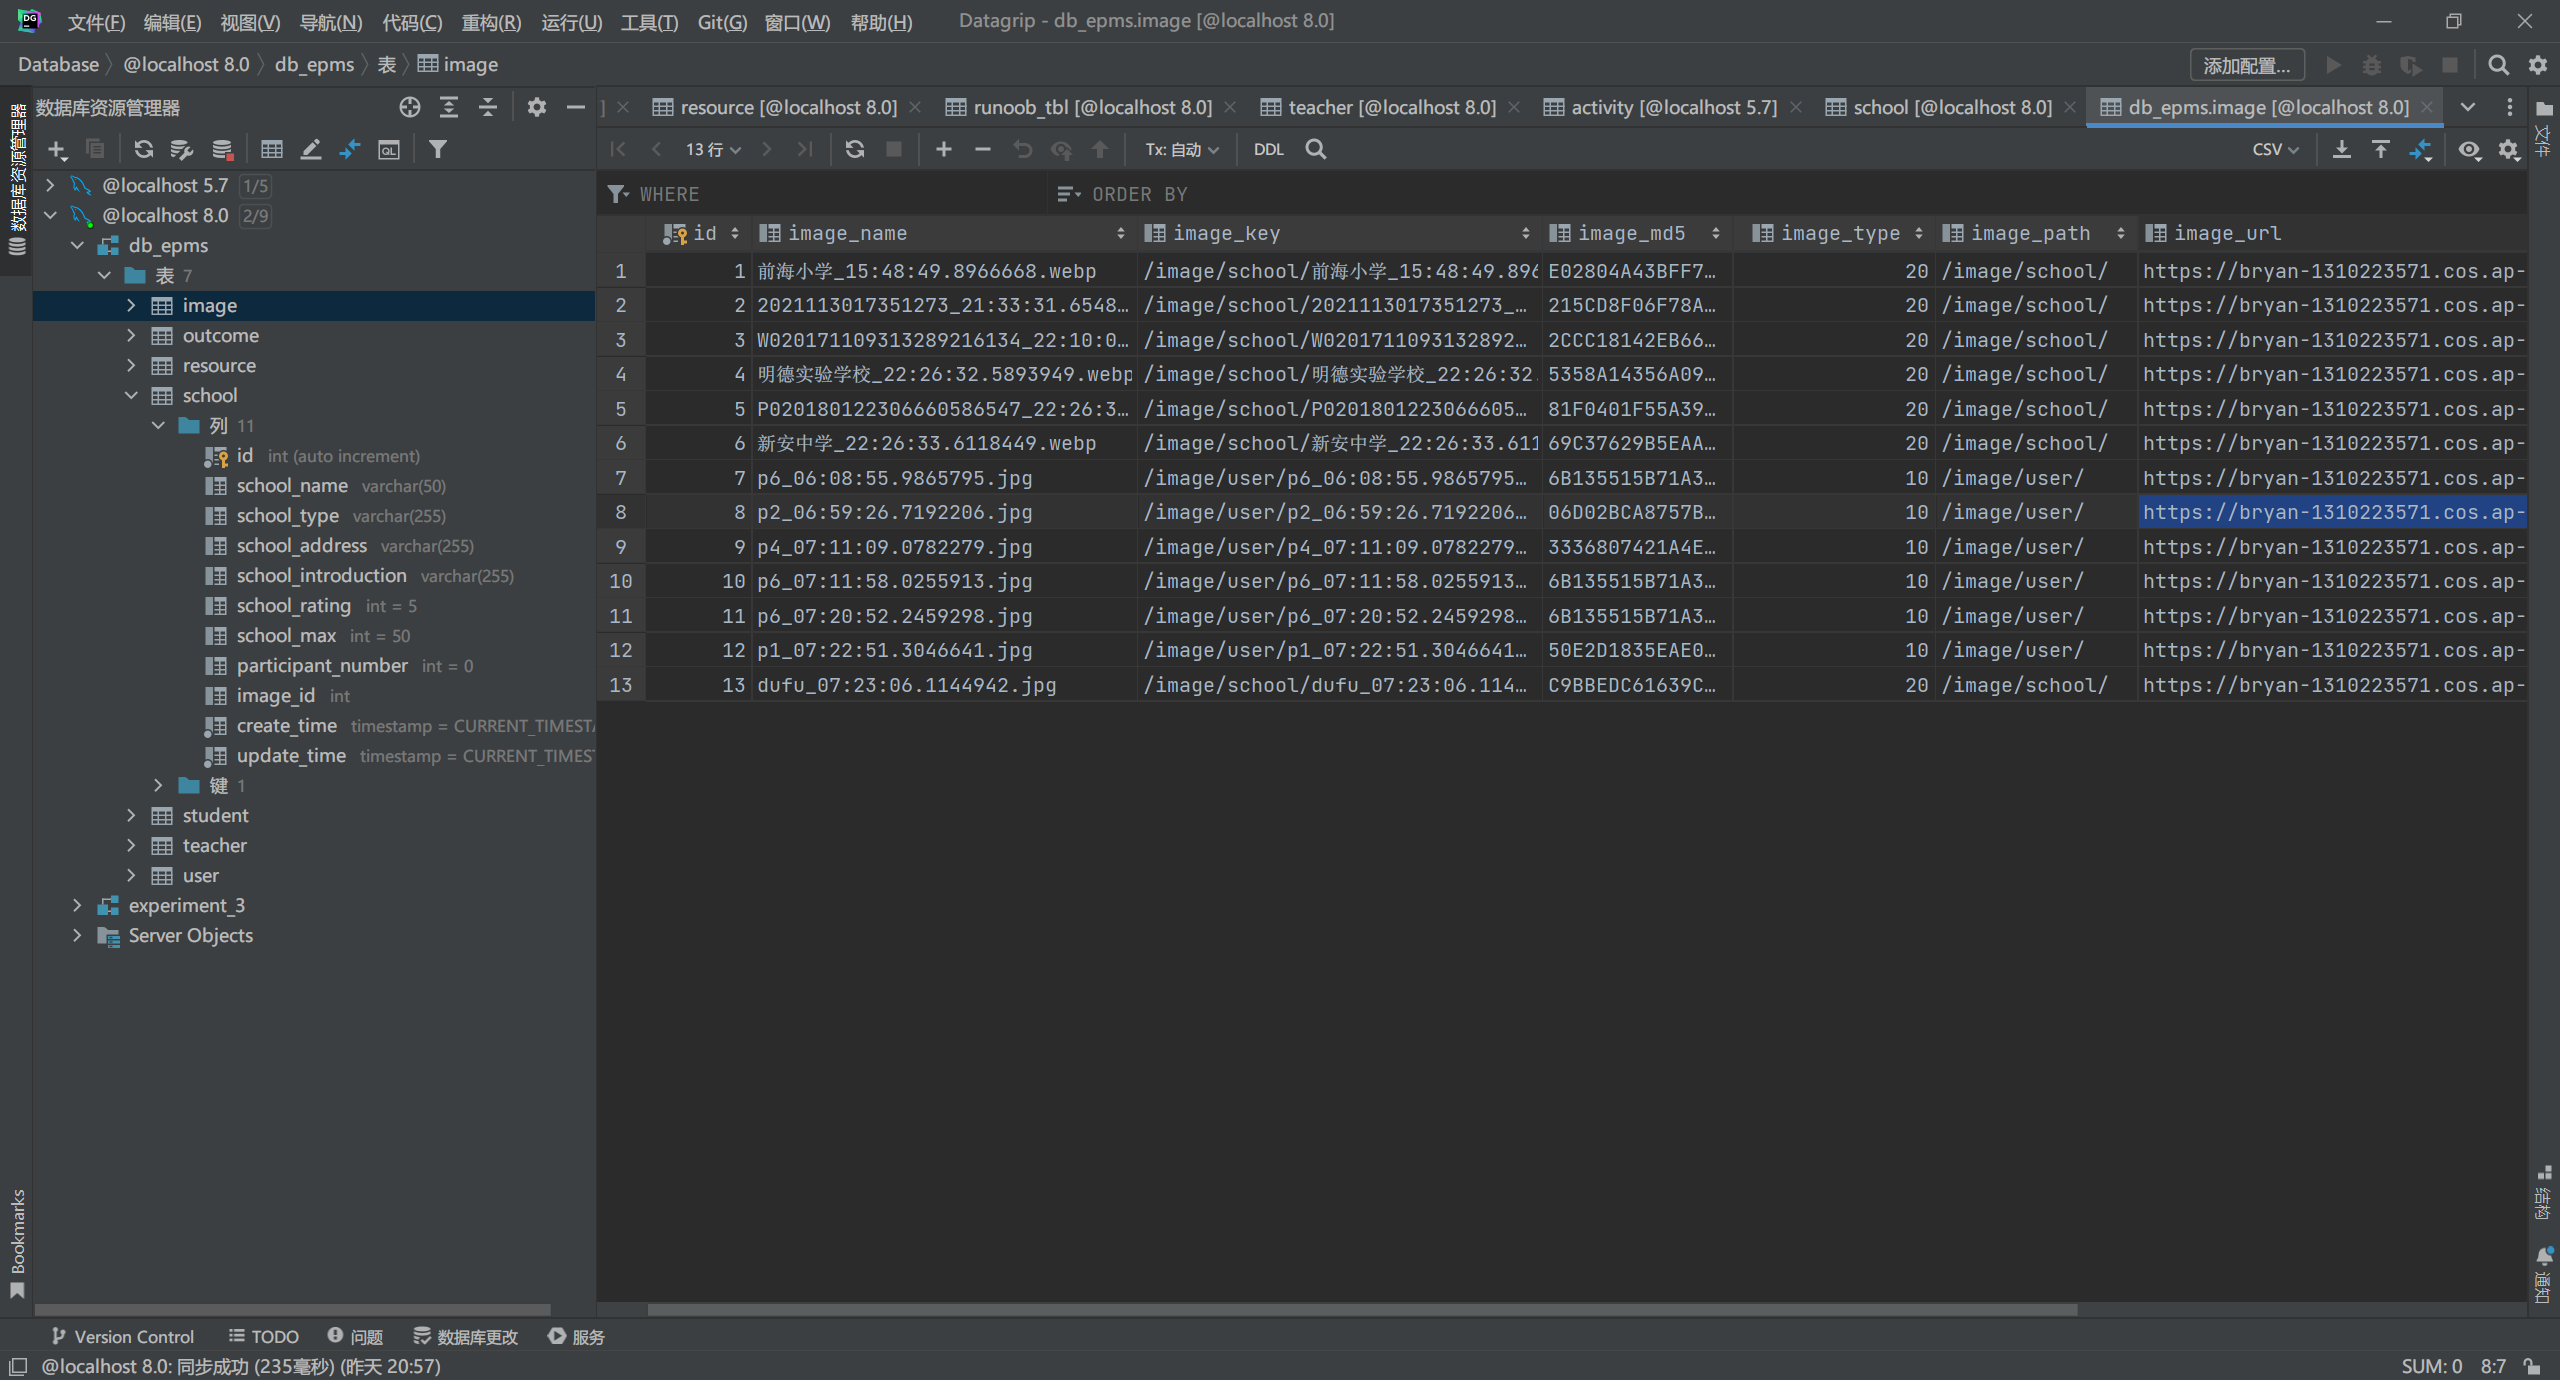 文件(F) 编辑(E) 视图(V) 导航(N) 代码(C) 重构(R) 运行(U) 工具(T) Git(G) 窗口(W) 帮助(H) Datagrip - db_epms.image [@localhost 8.0]
Database @localhost 8.0 db_epms 表 image 添加配置...
数据库资源管理器
] resource [@localhost 8.0] runoob_tbl [@localhost 8.0] teacher [@localhost 8.0] activity [@localhost 5.7] school [@localhost 8.0] db_epms.image [@localhost 8.0]
13 行 Tx: 自动 DDL CSV
WHERE ORDER BY
数据库资源管理器
@localhost 5.7 1/5
@localhost 8.0 2/9
db_epms
表 7
image
outcome
resource
school
列 11
id int (auto increment)
school_name varchar(50)
school_type varchar(255)
school_address varchar(255)
school_introduction varchar(255)
school_rating int = 5
school_max int = 50
participant_number int = 0
image_id int
create_time timestamp = CURRENT_TIMESTA
update_time timestamp = CURRENT_TIMEST
键 1
student
teacher
user
experiment_3
Server Objects
id image_name image_key image_md5 image_type image_path image_url
1 1 前海小学_15:48:49.8966668.webp /image/school/前海小学_15:48:49.896 E02804A43BFF7… 20 /image/school/ https://bryan-1310223571.cos.ap-
2 2 2021113017351273_21:33:31.6548… /image/school/2021113017351273_… 215CD8F06F78A… 20 /image/school/ https://bryan-1310223571.cos.ap-
3 3 W020171109313289216134_22:10:0… /image/school/W0201711093132892… 2CCC18142EB66… 20 /image/school/ https://bryan-1310223571.cos.ap-
4 4 明德实验学校_22:26:32.5893949.webp /image/school/明德实验学校_22:26:32. 5358A14356A09… 20 /image/school/ https://bryan-1310223571.cos.ap-
5 5 P020180122306660586547_22:26:3… /image/school/P0201801223066605… 81F0401F55A39… 20 /image/school/ https://bryan-1310223571.cos.ap-
6 6 新安中学_22:26:33.6118449.webp /image/school/新安中学_22:26:33.611 69C37629B5EAA… 20 /image/school/ https://bryan-1310223571.cos.ap-
7 7 p6_06:08:55.9865795.jpg /image/user/p6_06:08:55.9865795… 6B135515B71A3… 10 /image/user/ https://bryan-1310223571.cos.ap-
8 8 p2_06:59:26.7192206.jpg /image/user/p2_06:59:26.7192206… 06D02BCA8757B… 10 /image/user/ https://bryan-1310223571.cos.ap-
9 9 p4_07:11:09.0782279.jpg /image/user/p4_07:11:09.0782279… 3336807421A4E… 10 /image/user/ https://bryan-1310223571.cos.ap-
10 10 p6_07:11:58.0255913.jpg /image/user/p6_07:11:58.0255913… 6B135515B71A3… 10 /image/user/ https://bryan-1310223571.cos.ap-
11 11 p6_07:20:52.2459298.jpg /image/user/p6_07:20:52.2459298… 6B135515B71A3… 10 /image/user/ https://bryan-1310223571.cos.ap-
12 12 p1_07:22:51.3046641.jpg /image/user/p1_07:22:51.3046641… 50E2D1835EAE0… 10 /image/user/ https://bryan-1310223571.cos.ap-
13 13 dufu_07:23:06.1144942.jpg /image/school/dufu_07:23:06.114… C9BBEDC61639C… 20 /image/school/ https://bryan-1310223571.cos.ap-
文件
结构
通知
Bookmarks
Version Control TODO 问题 数据库更改 服务
@localhost 8.0: 同步成功 (235毫秒) (昨天 20:57) SUM: 0 8:7